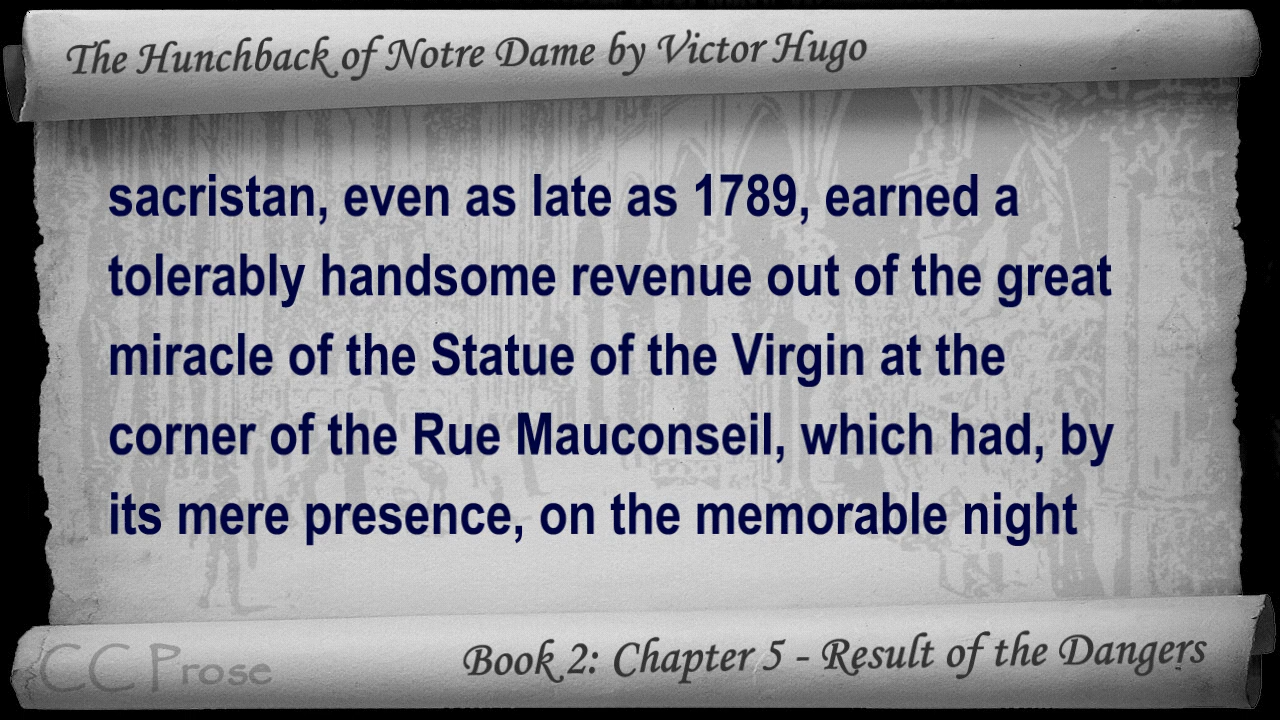 The Hunchback of Notre Dame by Victor Hugo
sacristan, even as late as 1789, earned a
tolerably handsome revenue out of the great
miracle of the Statue of the Virgin at the
corner of the Rue Mauconseil, which had, by
its mere presence, on the memorable night
CC Prose
Book 2: Chapter 5 - Result of the Dangers